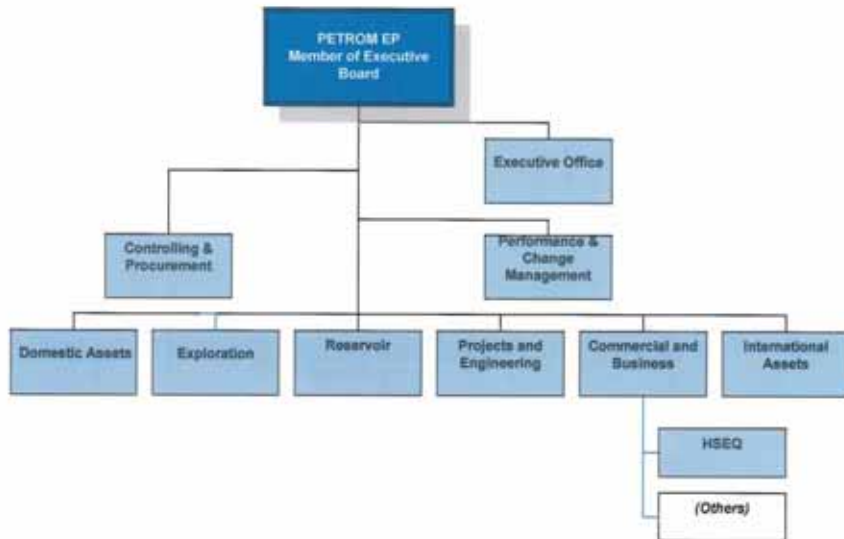 PETROM EP
Member of Executive
Board
Executive Office
Controlling &
Procurement
Performance &
Change
Management
Domestic Assets
Exploration
Reservoir
Projects and
Engineering
Commercial and
Business
International
Assets
HSEQ
(Others)